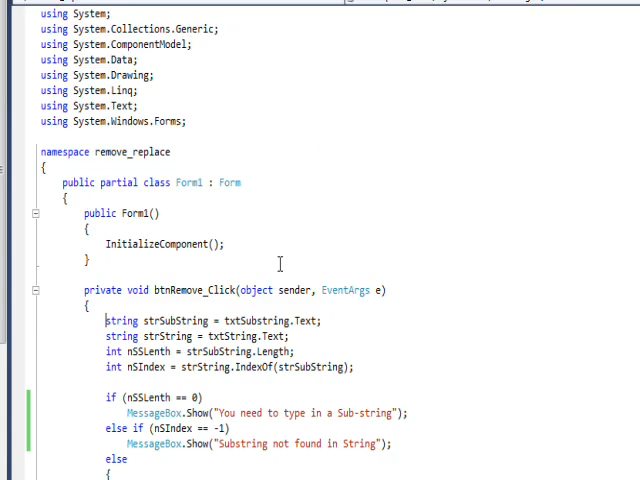 using System;
using System.Collections.Generic;
using System.ComponentModel;
using System.Data;
using System.Drawing;
using System.Linq;
using System.Text;
using System.Windows.Forms;
namespace remove_replace
{
public partial class Form1 : Form
{
public Form1()
{
InitializeComponent();
}
private void btnRemove_Click(object sender, EventArgs e)
{
string strSubString = txtSubstring.Text;
string strString = txtString.Text;
int nSSLenth = strSubString.Length;
int nSIndex = strString.IndexOf(strSubString);
if (nSSLenth == 0)
MessageBox.Show("You need to type in a Sub-string");
else if (nSIndex == -1)
MessageBox.Show("Substring not found in String");
else
{